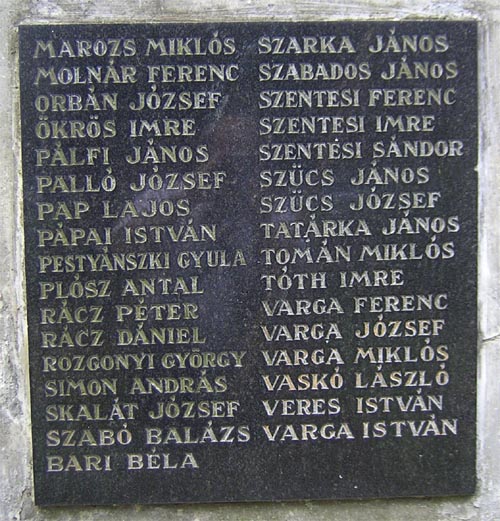 MAROZS MIKLÓS
MOLNÁR FERENC
ORBÁN JÓZSEF
ÖKRÖS IMRE
PÁLFI JÁNOS
PALLÓ JÓZSEF
PAP LAJOS
PÁPAI ISTVÁN
PESTYÁNSZKI GYULA
PLÓSZ ANTAL
RÁCZ PÉTER
RÁCZ DÁNIEL
ROZGONYI GYÖRGY
SIMON ANDRÁS
SKALÁT JÓZSEF
SZABÓ BALÁZS
BARI BÉLA
SZARKA JÁNOS
SZABADOS JÁNOS
SZENTESI FERENC
SZENTESI IMRE
SZENTÉSI SÁNDOR
SZÜCS JÁNOS
SZÜCS JÓZSEF
TATÁRKA JÁNOS
TOMÁN MIKLÓS
TÓTH IMRE
VARGA FERENC
VARGA JÓZSEF
VARGA MIKLÓS
VASKÓ LÁSZLÓ
VERES ISTVÁN
VARGA ISTVÁN